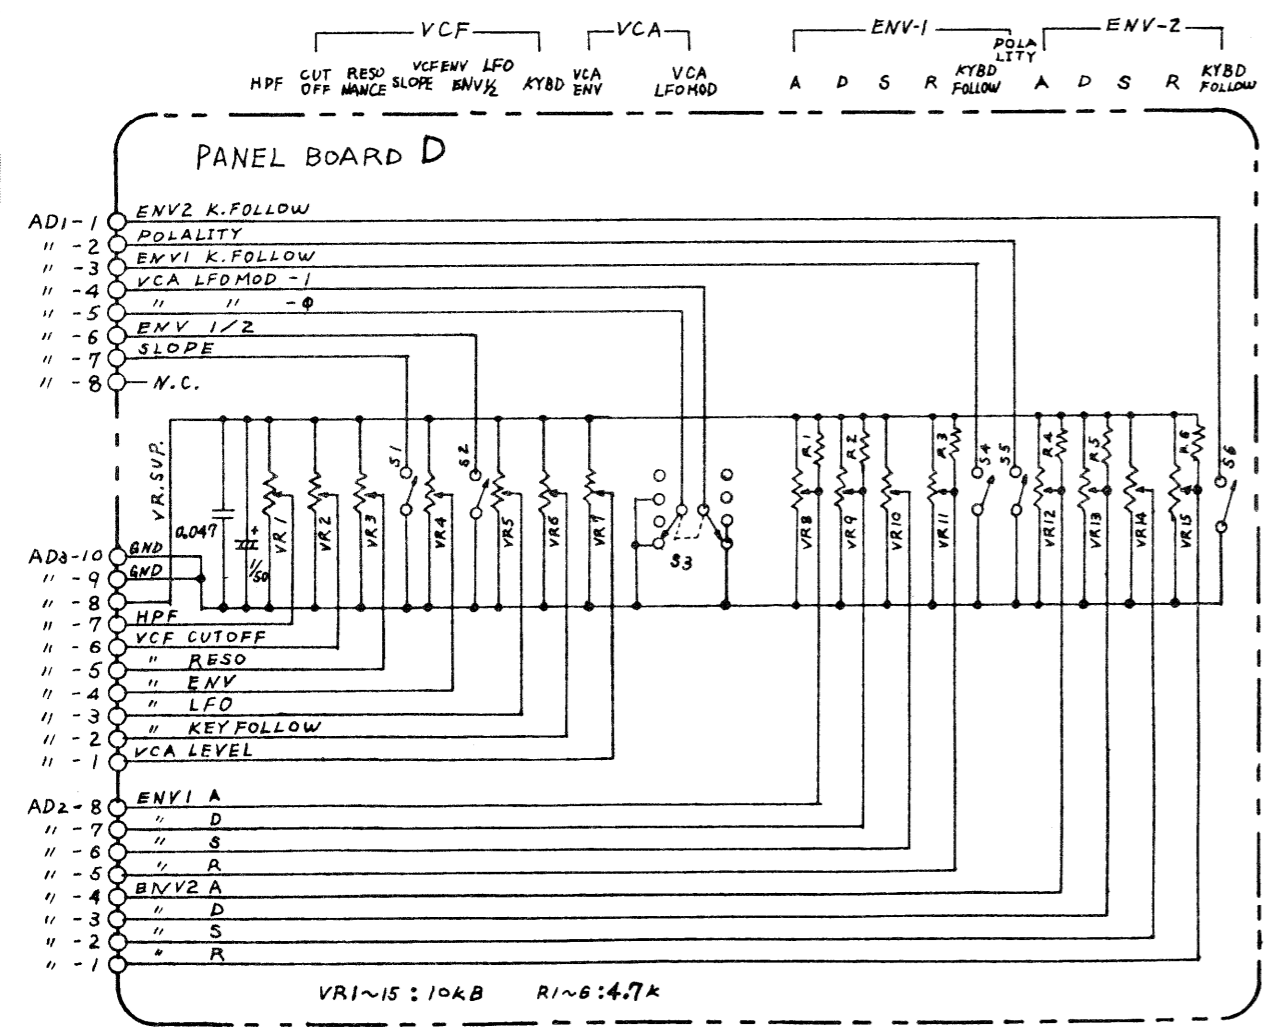 VCF VCA ENV-1 ENV-2
HPF CUT OFF RESO NANCE SLOPE VCF ENV ENV1/2 LFO KYBD VCA ENV VCA LFO MOD A D S R KYBD FOLLOW POLA LITY A D S R KYBD FOLLOW
PANEL BOARD D
AD1-1 ENV2 K.FOLLOW
〃 -2 POLALITY
〃 -3 ENV1 K.FOLLOW
〃 -4 VCA LFO MOD -1
〃 -5 〃 〃 -φ
〃 -6 ENV 1/2
〃 -7 SLOPE
〃 -8 N.C.
VR.SUP.
0.047
+
1/50
VR1 VR2 VR3 S1 VR4 S2 VR5 VR6 VR7 S3 VR8 R1 VR9 R2 VR10 VR11 R3 S4 S5 VR12 R4 VR13 R5 VR14 VR15 R6 S6
AD3-10 GND
〃 -9 GND
〃 -8
〃 -7 HPF
〃 -6 VCF CUTOFF
〃 -5 〃 RESO
〃 -4 〃 ENV
〃 -3 〃 LFO
〃 -2 〃 KEY FOLLOW
〃 -1 VCA LEVEL
AD2-8 ENV1 A
〃 -7 〃 D
〃 -6 〃 S
〃 -5 〃 R
〃 -4 ENV2 A
〃 -3 〃 D
〃 -2 〃 S
〃 -1 〃 R
VR1~15 : 10KB R1~6 : 4.7K